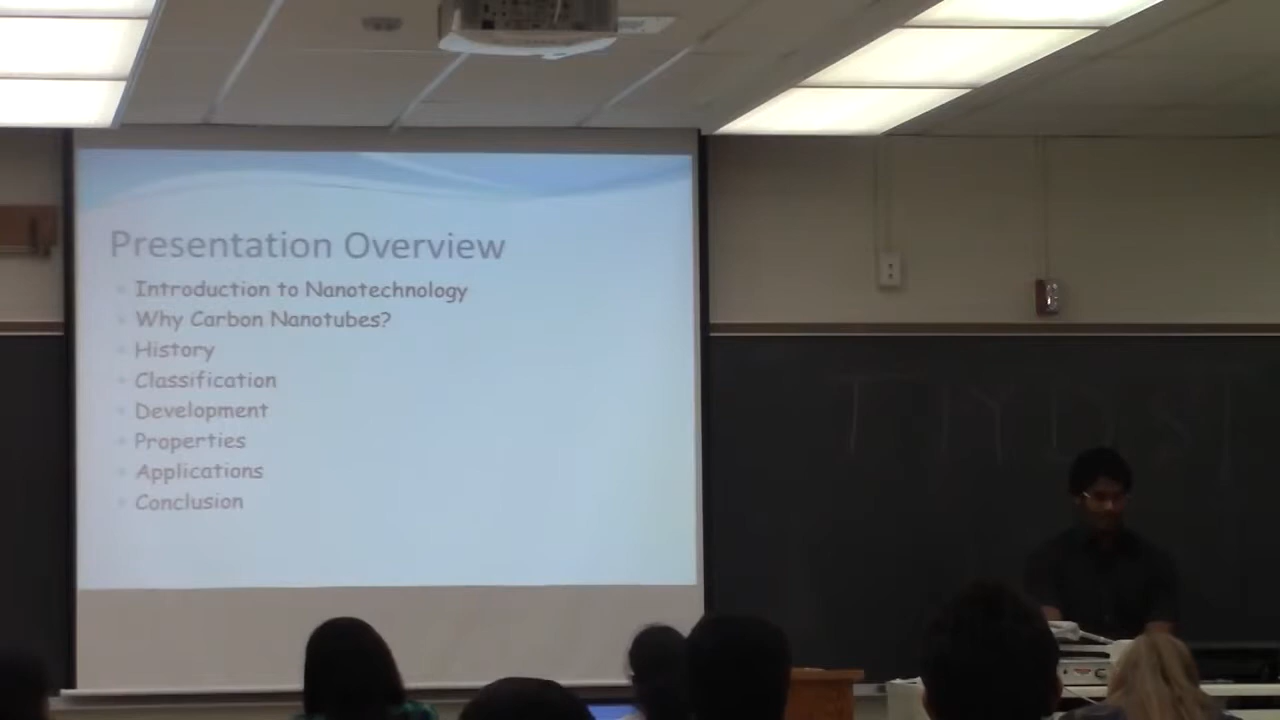 Presentation Overview
Introduction to Nanotechnology
Why Carbon Nanotubes?
History
Classification
Development
Properties
Applications
Conclusion